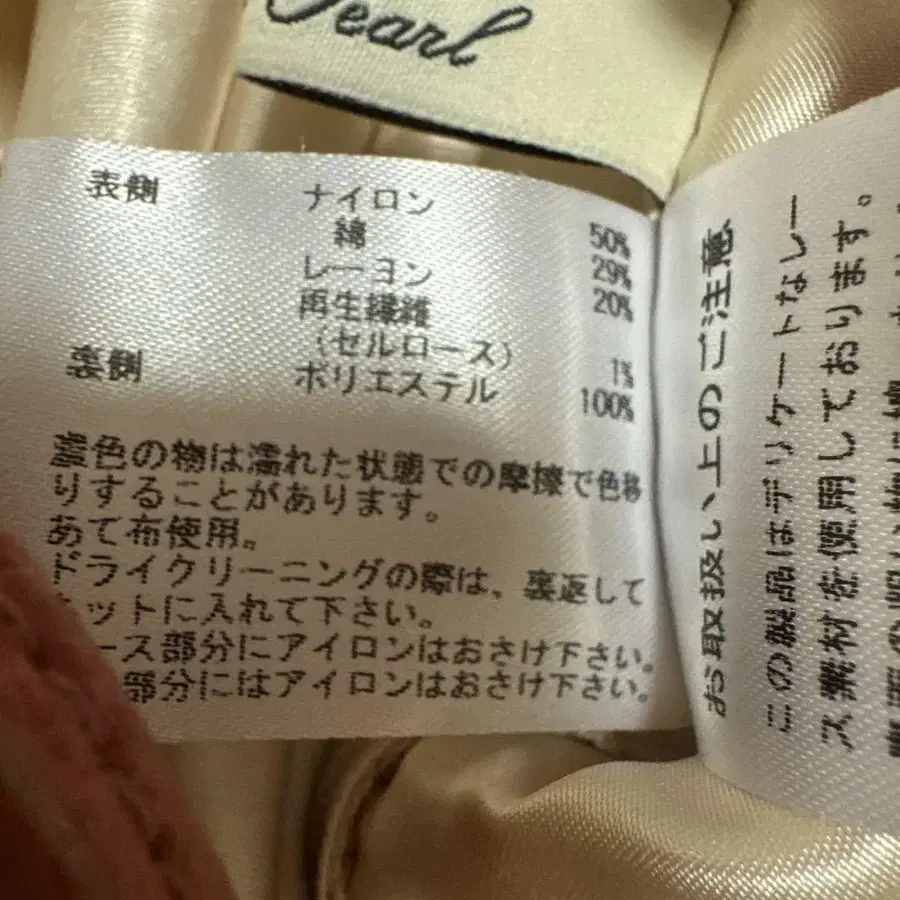 Pearl
表側 ナイロン 50%
綿 29%
レーヨン 20%
再生繊維
(セルロース) 1%
裏側 ポリエステル 100%
濃色の物は濡れた状態での摩擦で色移
りすることがあります。
あて布使用。
ドライクリーニングの際は、裏返して
ネットに入れて下さい。
ース部分にアイロンはおさけ下さい。
部分にはアイロンはおさけ下さい。
お取扱い上のご注意
この製品はデリケートなレー
ス素材を使用しております。